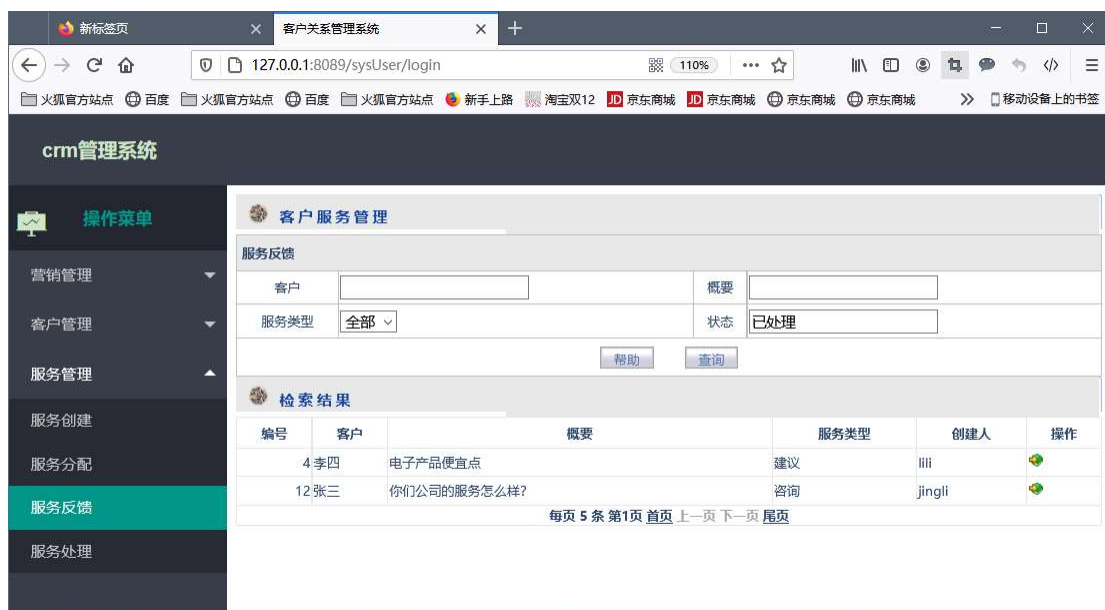 新标签页 客户关系管理系统
127.0.0.1:8089/sysUser/login 110%
火狐官方站点 百度 火狐官方站点 百度 火狐官方站点 新手上路 淘宝双12 JD 京东商城 JD 京东商城 京东商城 京东商城 移动设备上的书签
crm管理系统
操作菜单
营销管理
客户管理
服务管理
服务创建
服务分配
服务反馈
服务处理
客户服务管理
服务反馈
客户 概要
服务类型 全部 状态 已处理
帮助 查询
检索结果
编号 客户 概要 服务类型 创建人 操作
4 李四 电子产品便宜点 建议 lili
12 张三 你们公司的服务怎么样? 咨询 jingli
每页 5 条 第1页 首页 上一页 下一页 尾页